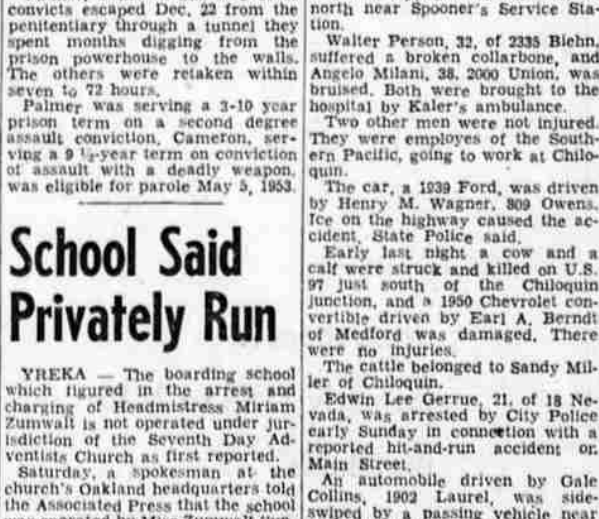 convicts escaped Dec. 22 from the
penitentiary through a tunnel they
spent months digging from the
prison powerhouse to the walls.
The others were retaken within
seven to 72 hours.
Palmer was serving a 3-10 year
prison term on a second degree
assault conviction. Cameron, ser-
ving a 9 ½-year term on conviction
of assault with a deadly weapon,
was eligible for parole May 5, 1953.
School Said
Privately Run
YREKA — The boarding school
which figured in the arrest and
charging of Headmistress Miriam
Zumwalt is not operated under jur-
isdiction of the Seventh Day Ad-
ventists Church as first reported.
Saturday, a spokesman at the
church's Oakland headquarters told
the Associated Press that the school
north near Spooner's Service Sta-
tion.
Walter Person, 32, of 2335 Biehn,
suffered a broken collarbone, and
Angelo Milani, 38, 2000 Union, was
bruised. Both were brought to the
hospital by Kaler's ambulance.
Two other men were not injured.
They were employes of the South-
ern Pacific, going to work at Chilo-
quin.
The car, a 1939 Ford, was driven
by Henry M. Wagner, 809 Owens.
Ice on the highway caused the ac-
cident, State Police said.
Early last night a cow and a
calf were struck and killed on U.S.
97 just south of the Chiloquin
junction, and a 1950 Chevrolet con-
vertible driven by Earl A. Berndt
of Medford was damaged. There
were no injuries.
The cattle belonged to Sandy Mil-
ler of Chiloquin.
Edwin Lee Gerrue, 21, of 18 Ne-
vada, was arrested by City Police
early Sunday in connection with a
reported hit-and-run accident on
Main Street.
An automobile driven by Gale
Collins, 1902 Laurel, was side-
swiped by a passing vehicle near